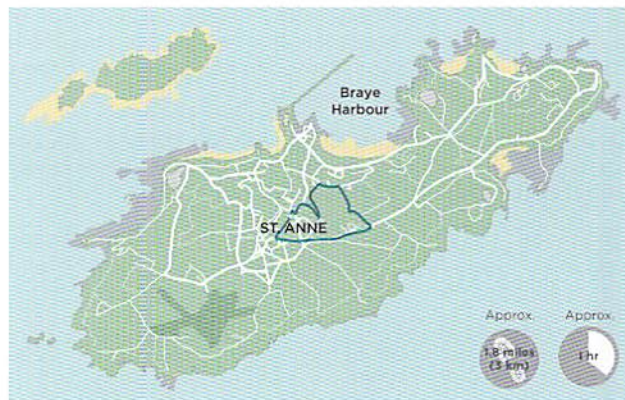 Braye
Harbour
ST. ANNE
Approx.
1.8 miles
(3 km)
Approx.
1 hr